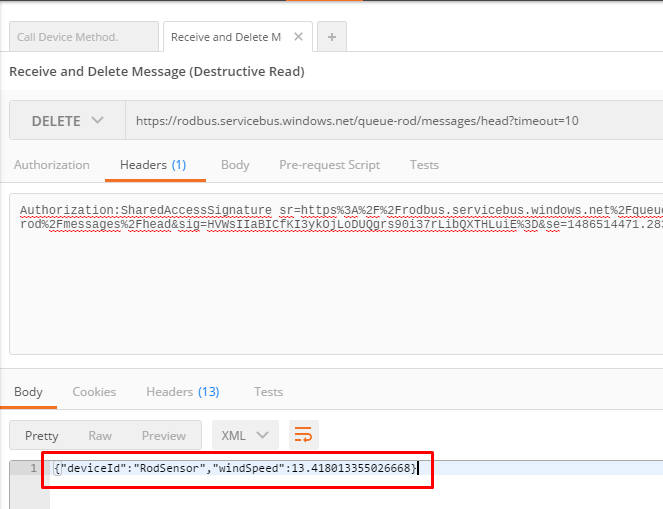 Call Device Method.
Receive and Delete M
Receive and Delete Message (Destructive Read)
DELETE https://rodbus.servicebus.windows.net/queue-rod/messages/head?timeout=10
Authorization Headers (1) Body Pre-request Script Tests
Authorization:SharedAccessSignature sr=https%3A%2F%2Frodbus.servicebus.windows.net%2Fqueue
rod%2Fmessages%2Fhead&sig=HVWsIIaBICfKI3ykOjLoDUQgrs90i37rLibQXTHLuiE%3D&se=1486514471.283
Body Cookies Headers (13) Tests
Pretty Raw Preview XML
1 {"deviceId":"RodSensor","windSpeed":13.418013355026668}